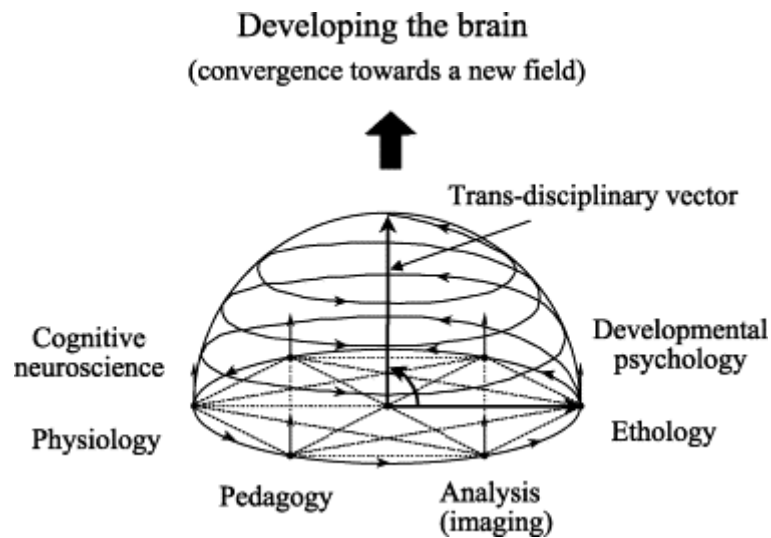 Developing the brain
(convergence towards a new field)
Trans-disciplinary vector
Cognitive
neuroscience
Developmental
psychology
Physiology
Ethology
Pedagogy
Analysis
(imaging)